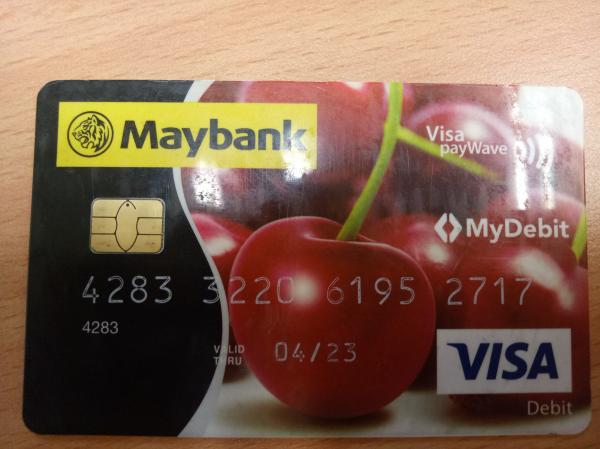 Maybank
Visa
payWave
MyDebit
4283 3220 6195 2717
4283
VALID
THRU
04/23
VISA
Debit